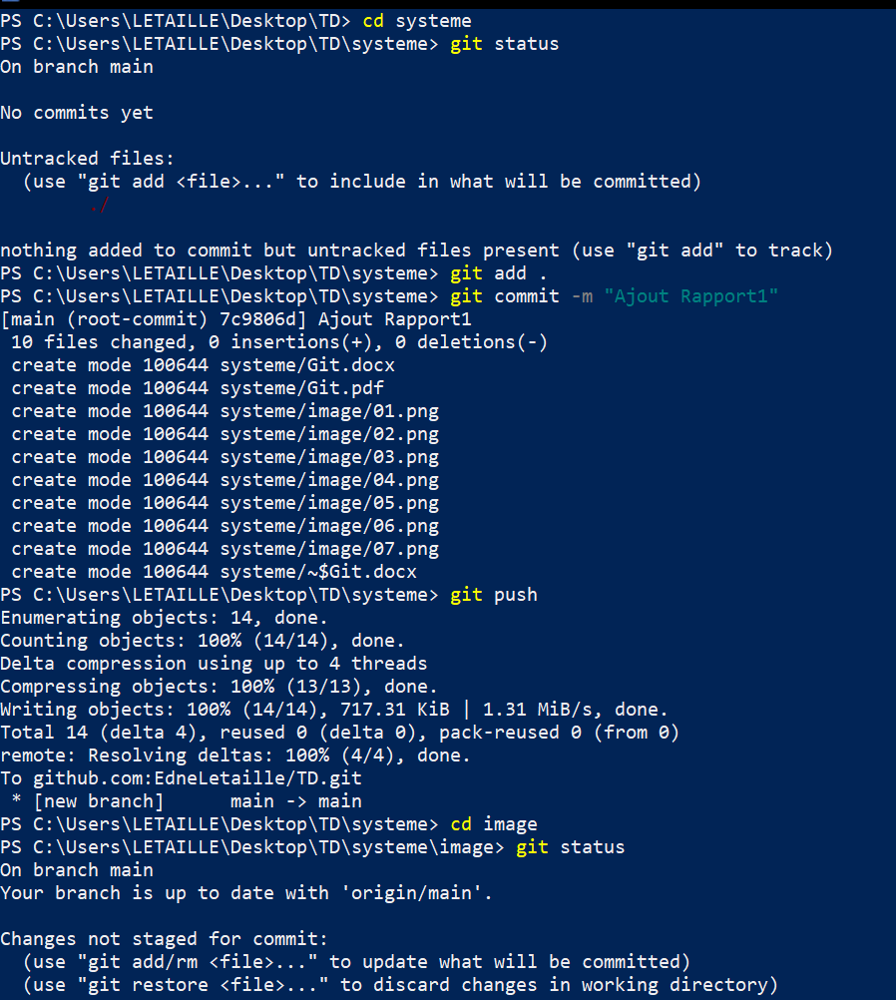 PS C:\Users\LETAILLE\Desktop\TD> cd systeme
PS C:\Users\LETAILLE\Desktop\TD\systeme> git status
On branch main
No commits yet
Untracked files:
  (use "git add <file>..." to include in what will be committed)
        ./
nothing added to commit but untracked files present (use "git add" to track)
PS C:\Users\LETAILLE\Desktop\TD\systeme> git add .
PS C:\Users\LETAILLE\Desktop\TD\systeme> git commit -m "Ajout Rapport1"
[main (root-commit) 7c9806d] Ajout Rapport1
 10 files changed, 0 insertions(+), 0 deletions(-)
 create mode 100644 systeme/Git.docx
 create mode 100644 systeme/Git.pdf
 create mode 100644 systeme/image/01.png
 create mode 100644 systeme/image/02.png
 create mode 100644 systeme/image/03.png
 create mode 100644 systeme/image/04.png
 create mode 100644 systeme/image/05.png
 create mode 100644 systeme/image/06.png
 create mode 100644 systeme/image/07.png
 create mode 100644 systeme/~$Git.docx
PS C:\Users\LETAILLE\Desktop\TD\systeme> git push
Enumerating objects: 14, done.
Counting objects: 100% (14/14), done.
Delta compression using up to 4 threads
Compressing objects: 100% (13/13), done.
Writing objects: 100% (14/14), 717.31 KiB | 1.31 MiB/s, done.
Total 14 (delta 4), reused 0 (delta 0), pack-reused 0 (from 0)
remote: Resolving deltas: 100% (4/4), done.
To github.com:EdneLetaille/TD.git
 * [new branch]      main -> main
PS C:\Users\LETAILLE\Desktop\TD\systeme> cd image
PS C:\Users\LETAILLE\Desktop\TD\systeme\image> git status
On branch main
Your branch is up to date with 'origin/main'.
Changes not staged for commit:
  (use "git add/rm <file>..." to update what will be committed)
  (use "git restore <file>..." to discard changes in working directory)